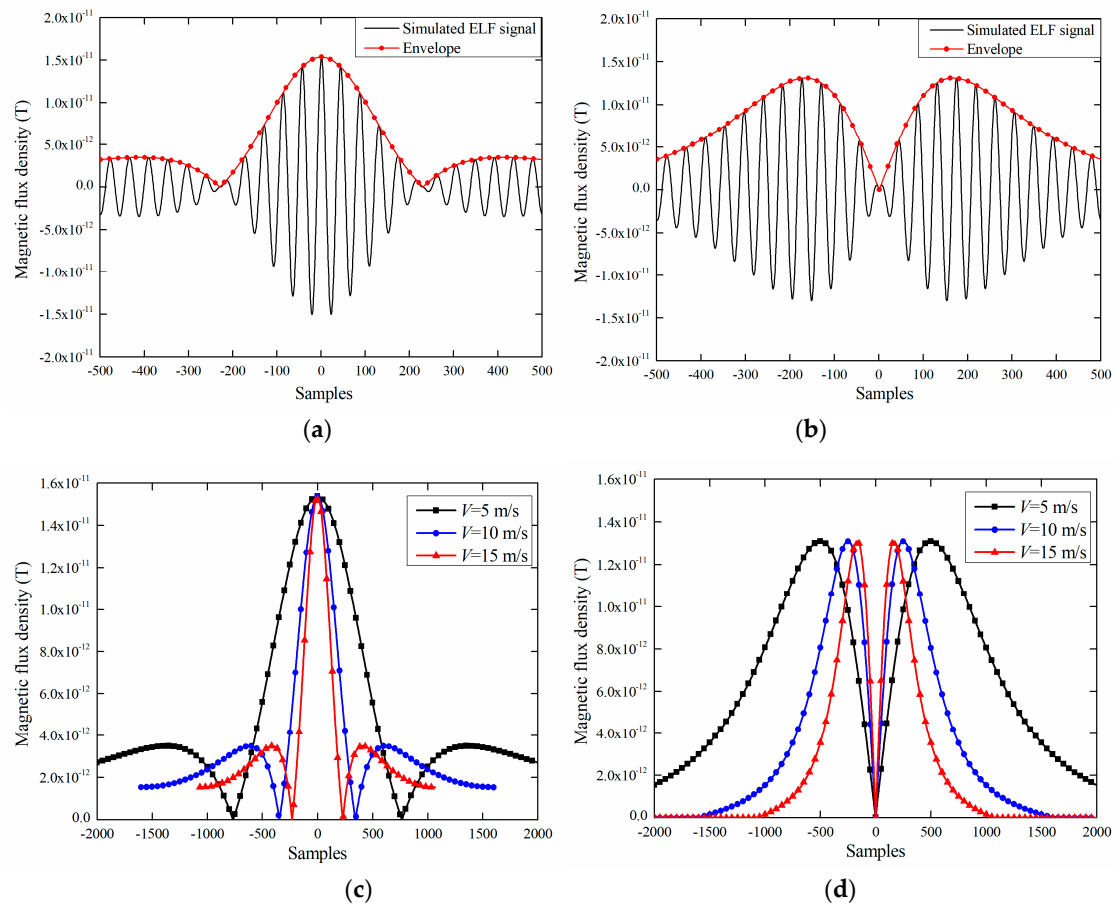 2.0x10⁻¹¹
1.5x10⁻¹¹
1.0x10⁻¹¹
5.0x10⁻¹²
0.0
-5.0x10⁻¹²
-1.0x10⁻¹¹
-1.5x10⁻¹¹
-2.0x10⁻¹¹
Magnetic flux density (T)
Simulated ELF signal
Envelope
-500 -400 -300 -200 -100 0 100 200 300 400 500
Samples
(a)
2.0x10⁻¹¹
1.5x10⁻¹¹
1.0x10⁻¹¹
5.0x10⁻¹²
0.0
-5.0x10⁻¹²
-1.0x10⁻¹¹
-1.5x10⁻¹¹
-2.0x10⁻¹¹
Magnetic flux density (T)
Simulated ELF signal
Envelope
-500 -400 -300 -200 -100 0 100 200 300 400 500
Samples
(b)
1.6x10⁻¹¹
1.4x10⁻¹¹
1.2x10⁻¹¹
1.0x10⁻¹¹
8.0x10⁻¹²
6.0x10⁻¹²
4.0x10⁻¹²
2.0x10⁻¹²
0.0
Magnetic flux density (T)
V=5 m/s
V=10 m/s
V=15 m/s
-2000 -1500 -1000 -500 0 500 1000 1500 2000
Samples
(c)
1.6x10⁻¹¹
1.4x10⁻¹¹
1.2x10⁻¹¹
1.0x10⁻¹¹
8.0x10⁻¹²
6.0x10⁻¹²
4.0x10⁻¹²
2.0x10⁻¹²
0.0
Magnetic flux density (T)
V=5 m/s
V=10 m/s
V=15 m/s
-2000 -1500 -1000 -500 0 500 1000 1500 2000
Samples
(d)